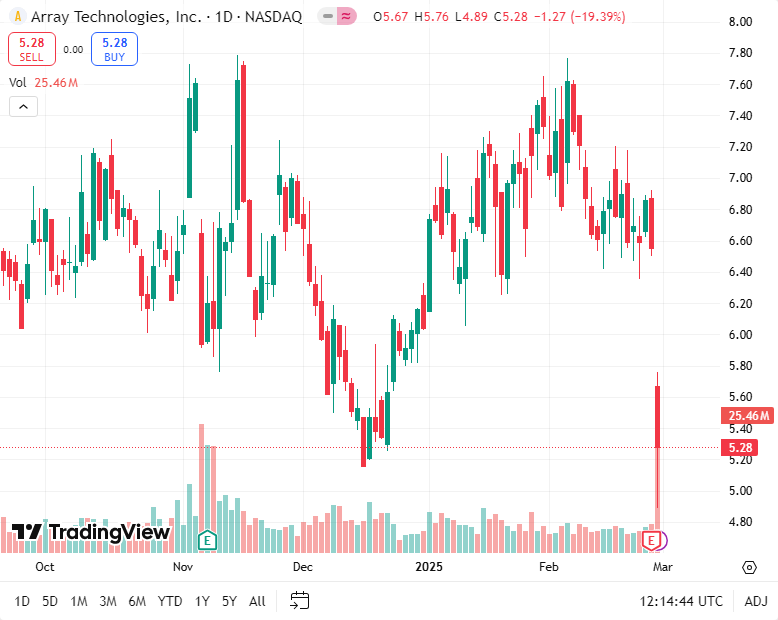 A Array Technologies, Inc. · 1D · NASDAQ O5.67 H5.76 L4.89 C5.28 −1.27 (−19.39%)
5.28 SELL 0.00 5.28 BUY
Vol 25.46M
8.00
7.80
7.60
7.40
7.20
7.00
6.80
6.60
6.40
6.20
6.00
5.80
5.60
25.46M
5.40
5.28
5.20
5.00
4.80
TradingView E E
Oct Nov Dec 2025 Feb Mar
1D 5D 1M 3M 6M YTD 1Y 5Y All 12:14:44 UTC ADJ